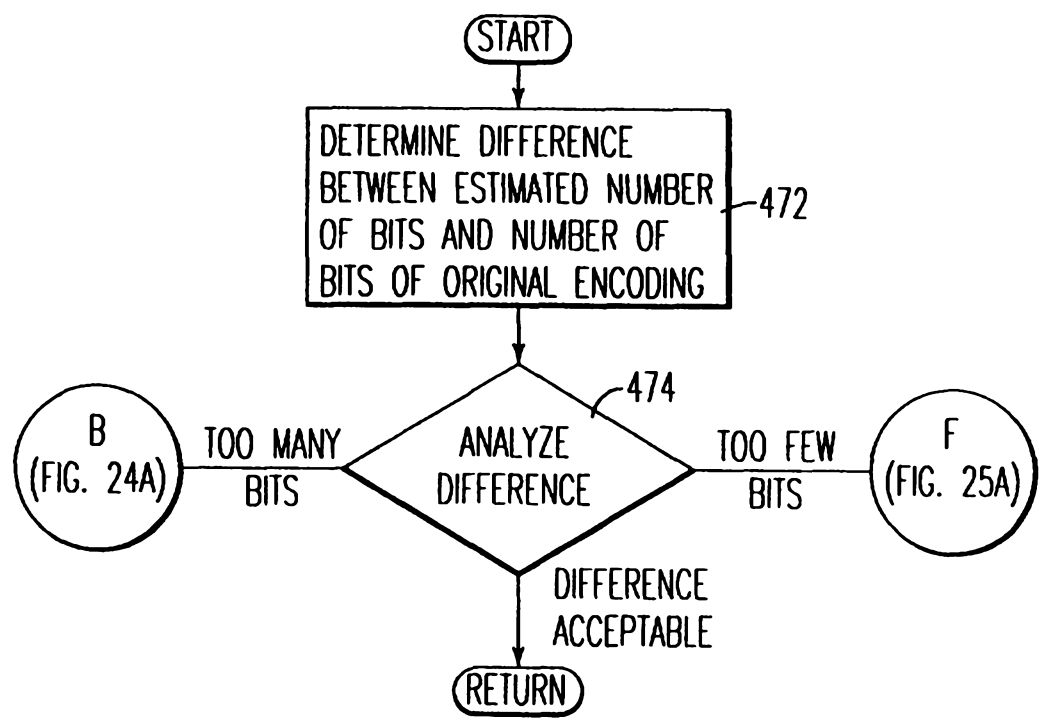 START
DETERMINE DIFFERENCE
BETWEEN ESTIMATED NUMBER
OF BITS AND NUMBER OF
BITS OF ORIGINAL ENCODING
472
474
ANALYZE
DIFFERENCE
B
(FIG. 24A)
TOO MANY
BITS
TOO FEW
BITS
F
(FIG. 25A)
DIFFERENCE
ACCEPTABLE
RETURN